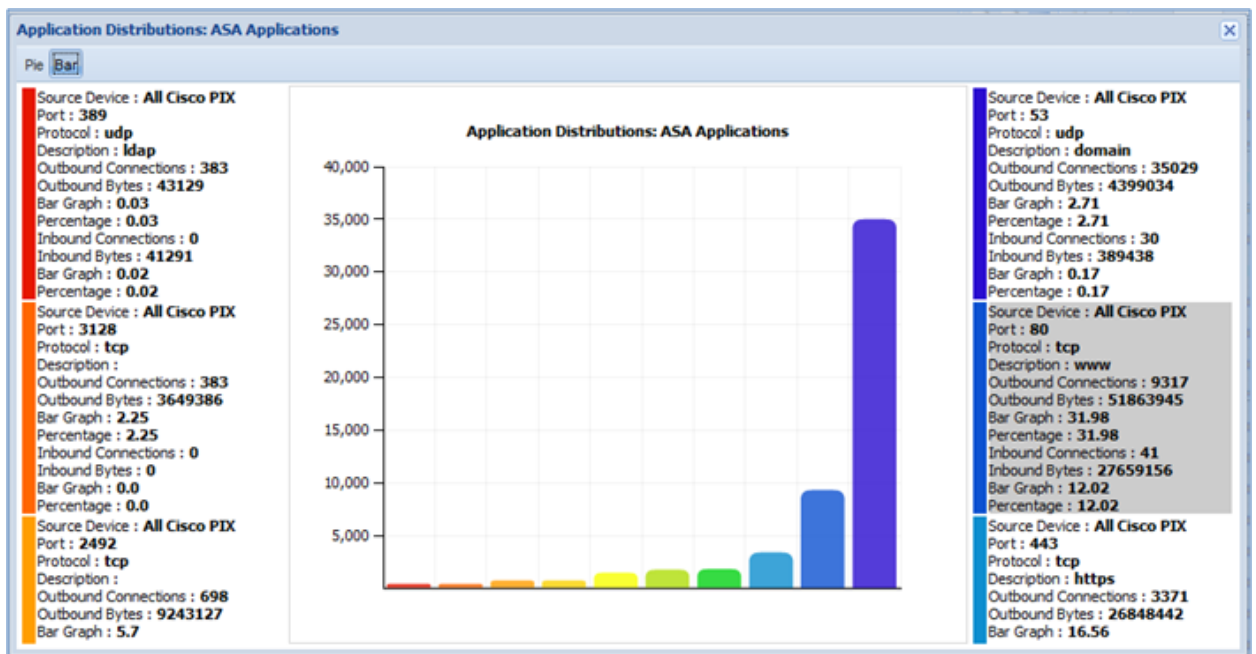 Application Distributions: ASA Applications
Pie Bar
Source Device : All Cisco PIX
Port : 389
Protocol : udp
Description : ldap
Outbound Connections : 383
Outbound Bytes : 43129
Bar Graph : 0.03
Percentage : 0.03
Inbound Connections : 0
Inbound Bytes : 41291
Bar Graph : 0.02
Percentage : 0.02
Source Device : All Cisco PIX
Port : 3128
Protocol : tcp
Description :
Outbound Connections : 383
Outbound Bytes : 3649386
Bar Graph : 2.25
Percentage : 2.25
Inbound Connections : 0
Inbound Bytes : 0
Bar Graph : 0.0
Percentage : 0.0
Source Device : All Cisco PIX
Port : 2492
Protocol : tcp
Description :
Outbound Connections : 698
Outbound Bytes : 9243127
Bar Graph : 5.7
Application Distributions: ASA Applications
40,000
35,000
30,000
25,000
20,000
15,000
10,000
5,000
Source Device : All Cisco PIX
Port : 53
Protocol : udp
Description : domain
Outbound Connections : 35029
Outbound Bytes : 4399034
Bar Graph : 2.71
Percentage : 2.71
Inbound Connections : 30
Inbound Bytes : 389438
Bar Graph : 0.17
Percentage : 0.17
Source Device : All Cisco PIX
Port : 80
Protocol : tcp
Description : www
Outbound Connections : 9317
Outbound Bytes : 51863945
Bar Graph : 31.98
Percentage : 31.98
Inbound Connections : 41
Inbound Bytes : 27659156
Bar Graph : 12.02
Percentage : 12.02
Source Device : All Cisco PIX
Port : 443
Protocol : tcp
Description : https
Outbound Connections : 3371
Outbound Bytes : 26848442
Bar Graph : 16.56